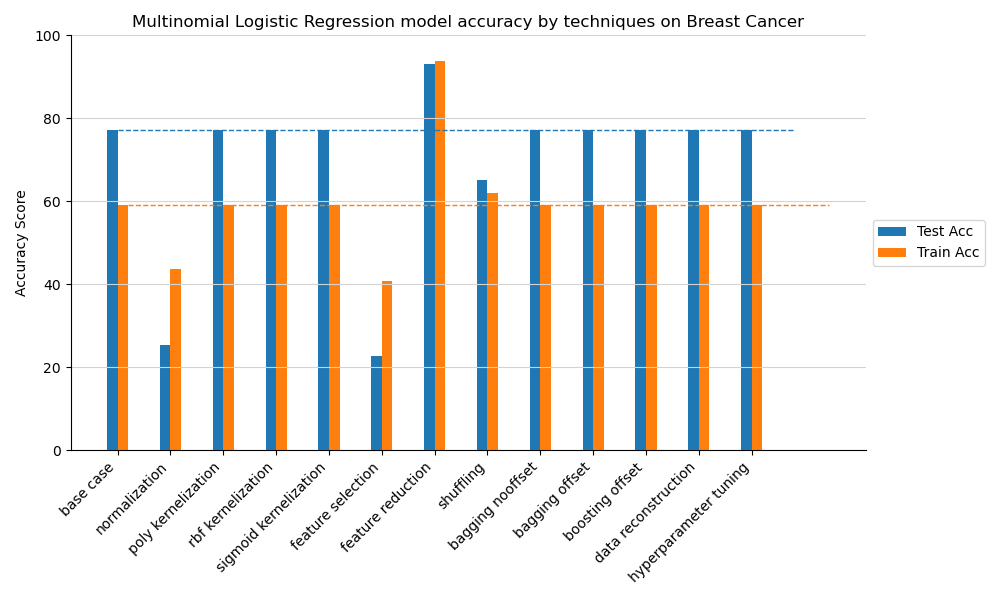 Multinomial Logistic Regression model accuracy by techniques on Breast Cancer
Accuracy Score
100
80
60
40
20
0
base case
normalization
poly kernelization
rbf kernelization
sigmoid kernelization
feature selection
feature reduction
shuffling
bagging nooffset
bagging offset
boosting offset
data reconstruction
hyperparameter tuning
Test Acc
Train Acc